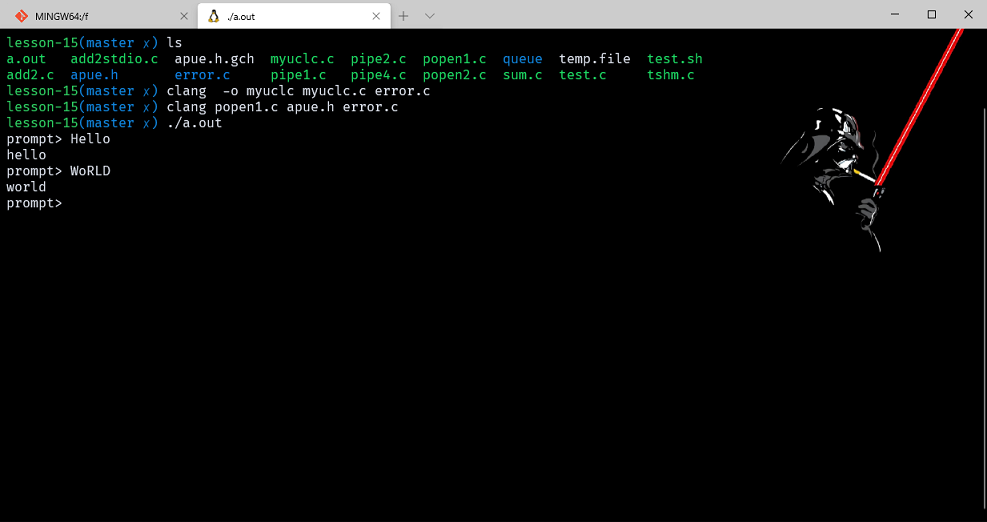 MINGW64:/f ./a.out
lesson-15(master x) ls
a.out add2stdio.c apue.h.gch myuclc.c pipe2.c popen1.c queue temp.file test.sh
add2.c apue.h error.c pipe1.c pipe4.c popen2.c sum.c test.c tshm.c
lesson-15(master x) clang -o myuclc myuclc.c error.c
lesson-15(master x) clang popen1.c apue.h error.c
lesson-15(master x) ./a.out
prompt> Hello
hello
prompt> WoRLD
world
prompt>